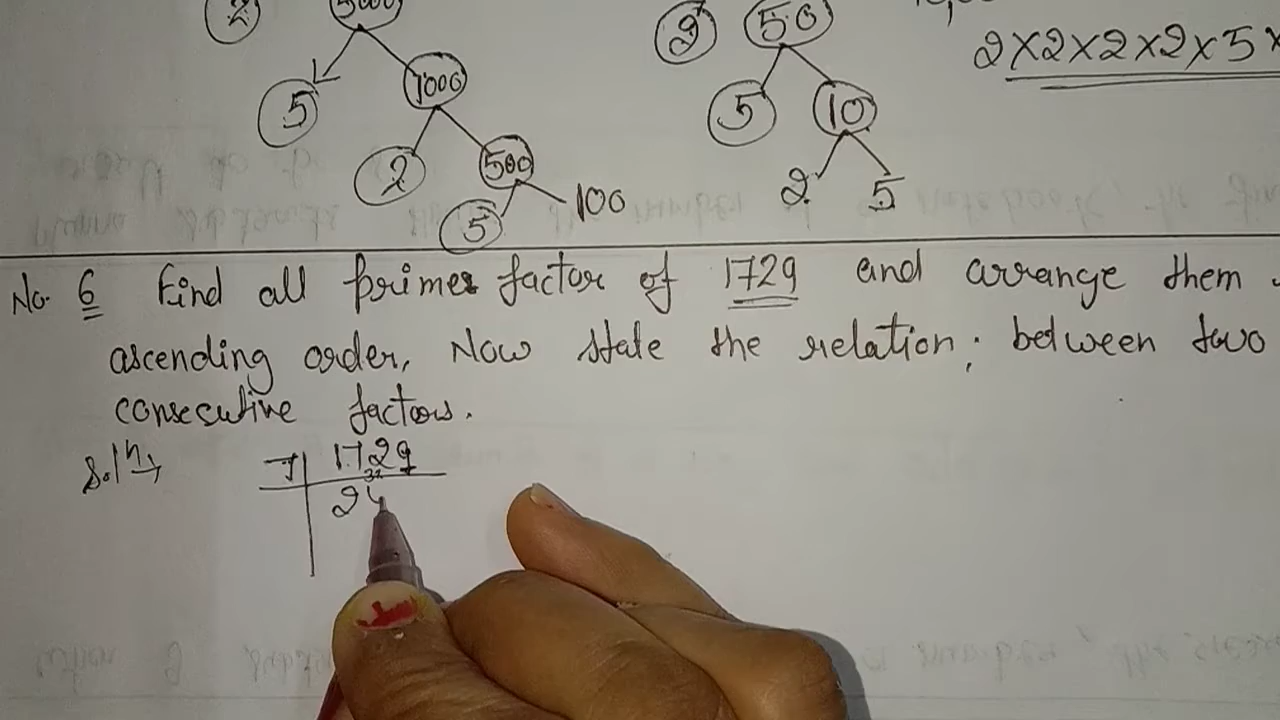 2 5000
5 1000
2 500
5 100
2 50
5 10
2 5
2×2×2×2×5×
No. 6 Find all primes factor of 1729 and arrange them
ascending order, Now state the relation; between two
consecutive factors.
Solⁿ→
7 1729
24